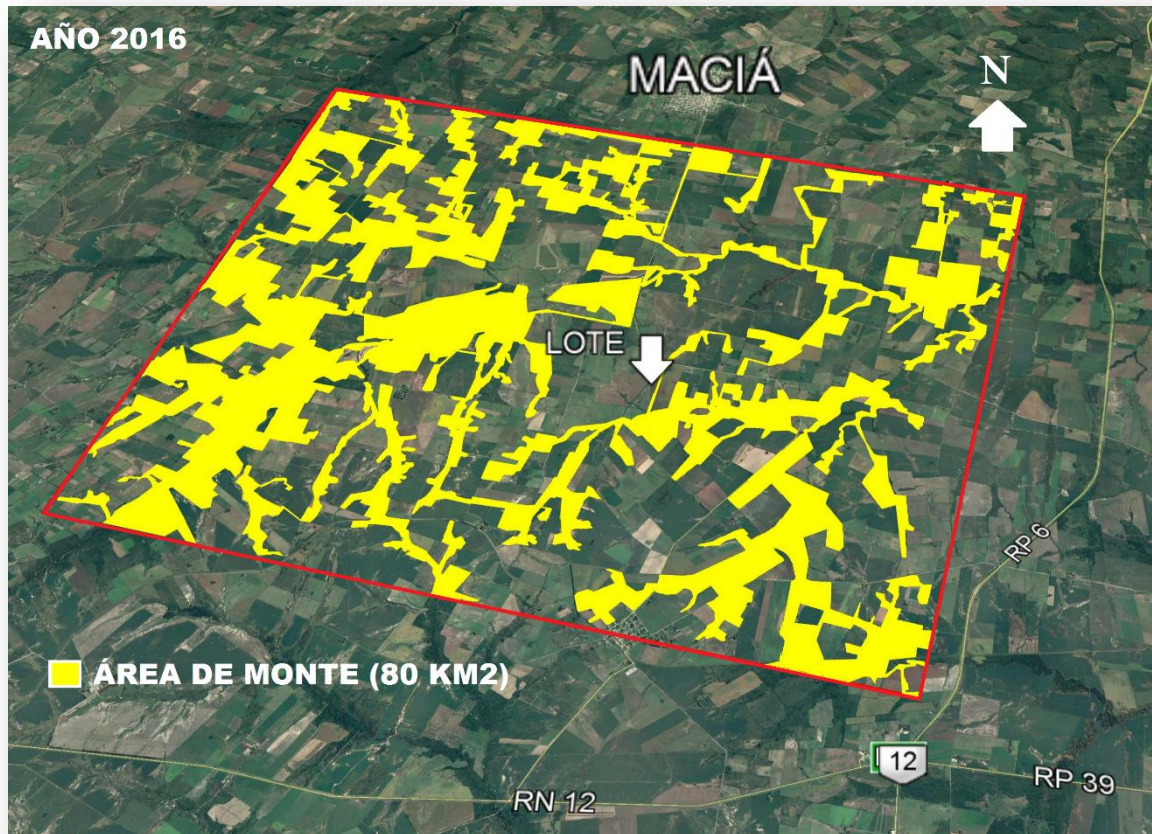 AÑO 2016
MACIÁ
N
LOTE
RP 6
ÁREA DE MONTE (80 KM2)
12
RN 12
RP 39